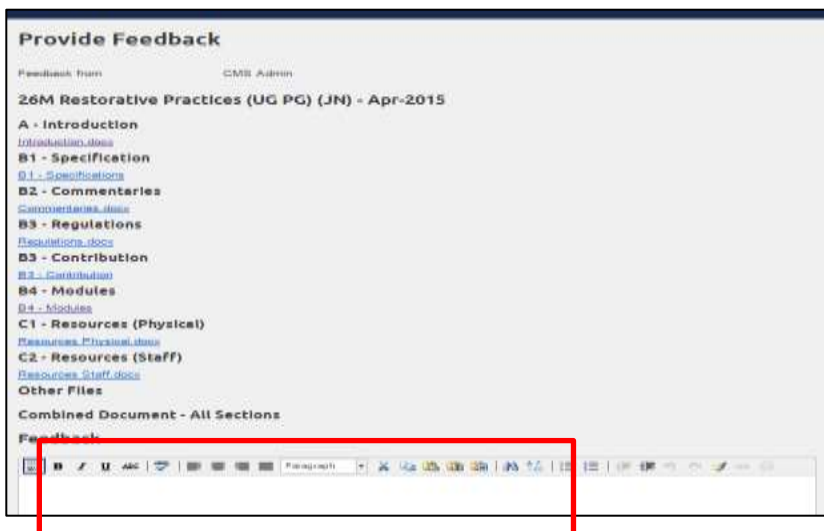 Provide Feedback
Feedback from CMS Admin
26M Restorative Practices (UG PG) (JN) - Apr-2015
A - Introduction
Introduction.docx
B1 - Specification
B1 - Specifications
B2 - Commentaries
Commentaries.docx
B3 - Regulations
Regulations.docx
B3 - Contribution
B3 - Contribution
B4 - Modules
B4 - Modules
C1 - Resources (Physical)
Resources Physical.docx
C2 - Resources (Staff)
Resources Staff.docx
Other Files
Combined Document - All Sections
Feedback
B I U ABC Paragraph